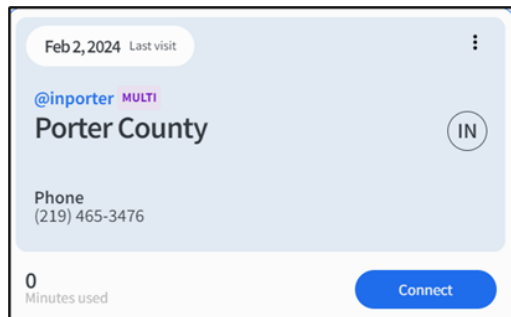 Feb 2, 2024 Last visit
@inporter MULTI
Porter County
IN
Phone
(219) 465-3476
0
Minutes used
Connect